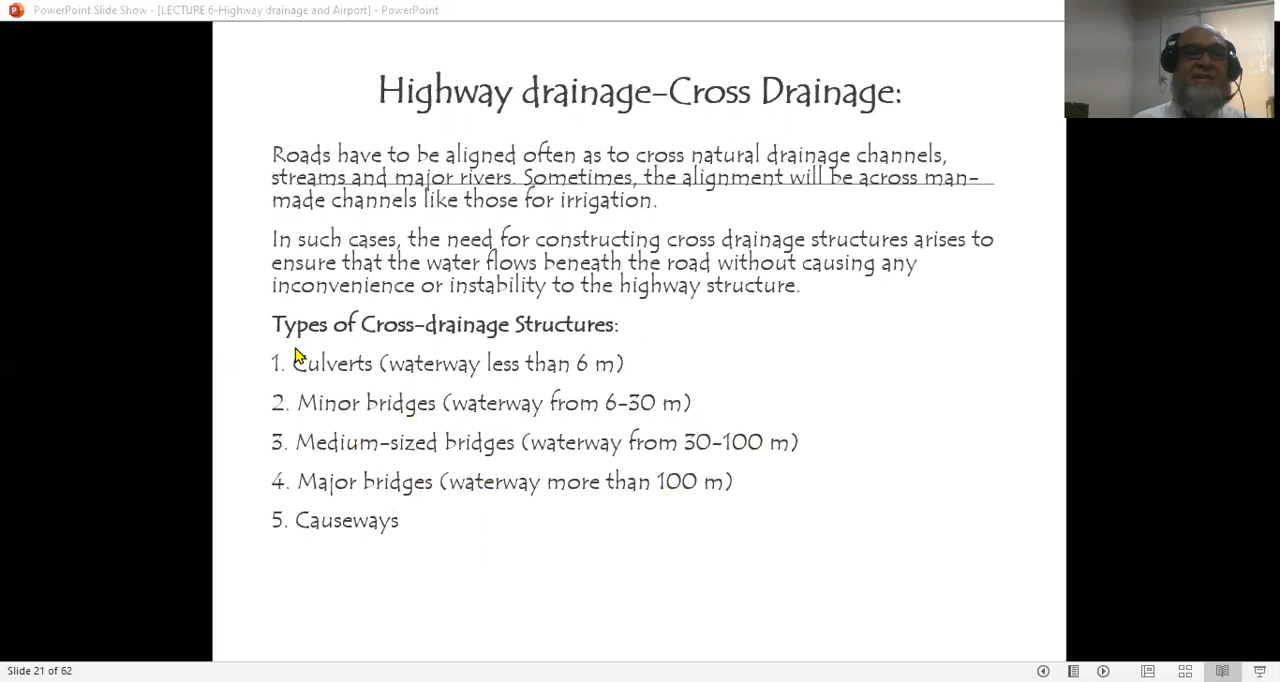 PowerPoint Slide Show - [LECTURE 6-Highway drainage and Airport] - PowerPoint
Highway drainage-Cross Drainage:
Roads have to be aligned often as to cross natural drainage channels,
streams and major rivers. Sometimes, the alignment will be across man-
made channels like those for irrigation.
In such cases, the need for constructing cross drainage structures arises to
ensure that the water flows beneath the road without causing any
inconvenience or instability to the highway structure.
Types of Cross-drainage Structures:
1. Culverts (waterway less than 6 m)
2. Minor bridges (waterway from 6-30 m)
3. Medium-sized bridges (waterway from 30-100 m)
4. Major bridges (waterway more than 100 m)
5. Causeways
Slide 21 of 62